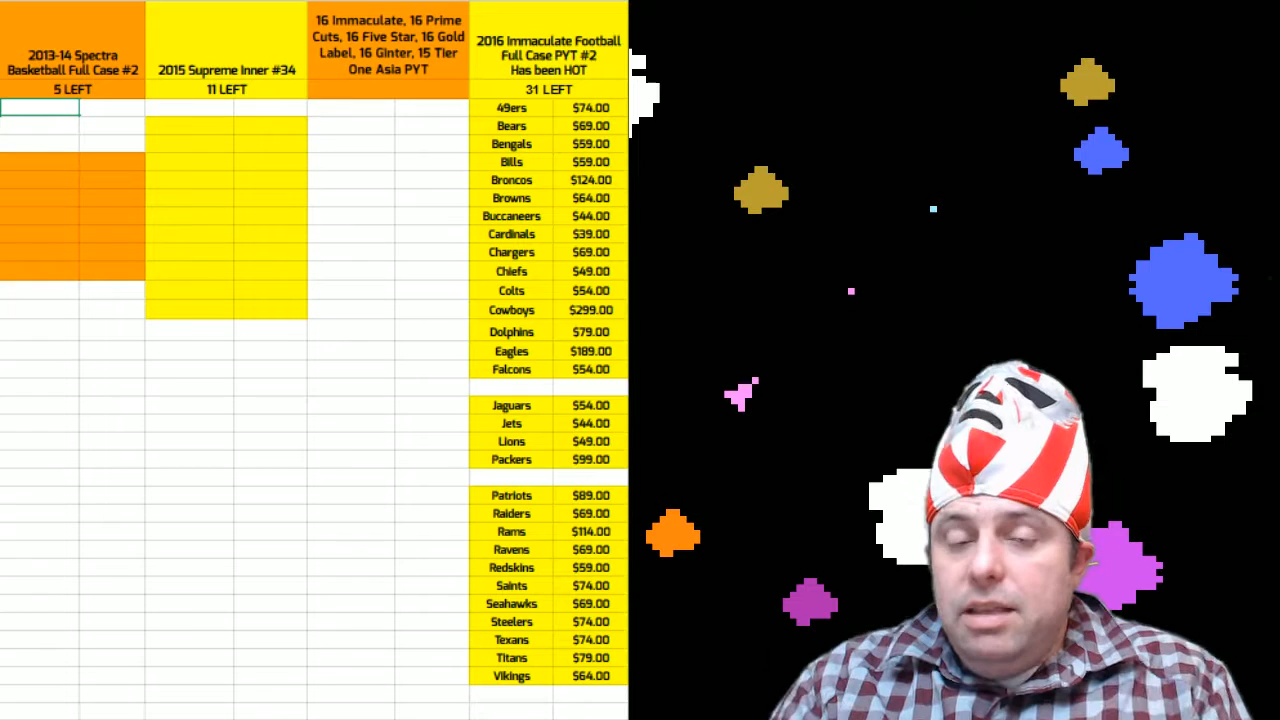 2013-14 Spectra
Basketball Full Case #2
5 LEFT
2015 Supreme Inner #34
11 LEFT
16 Immaculate, 16 Prime
Cuts, 16 Five Star, 16 Gold
Label, 16 Ginter, 15 Tier
One Asia PYT
2016 Immaculate Football
Full Case PYT #2
Has been HOT
31 LEFT
49ers $74.00
Bears $69.00
Bengals $59.00
Bills $59.00
Broncos $124.00
Browns $64.00
Buccaneers $44.00
Cardinals $39.00
Chargers $69.00
Chiefs $49.00
Colts $54.00
Cowboys $299.00
Dolphins $79.00
Eagles $189.00
Falcons $54.00
Jaguars $54.00
Jets $44.00
Lions $49.00
Packers $99.00
Patriots $89.00
Raiders $69.00
Rams $114.00
Ravens $69.00
Redskins $59.00
Saints $74.00
Seahawks $69.00
Steelers $74.00
Texans $74.00
Titans $79.00
Vikings $64.00